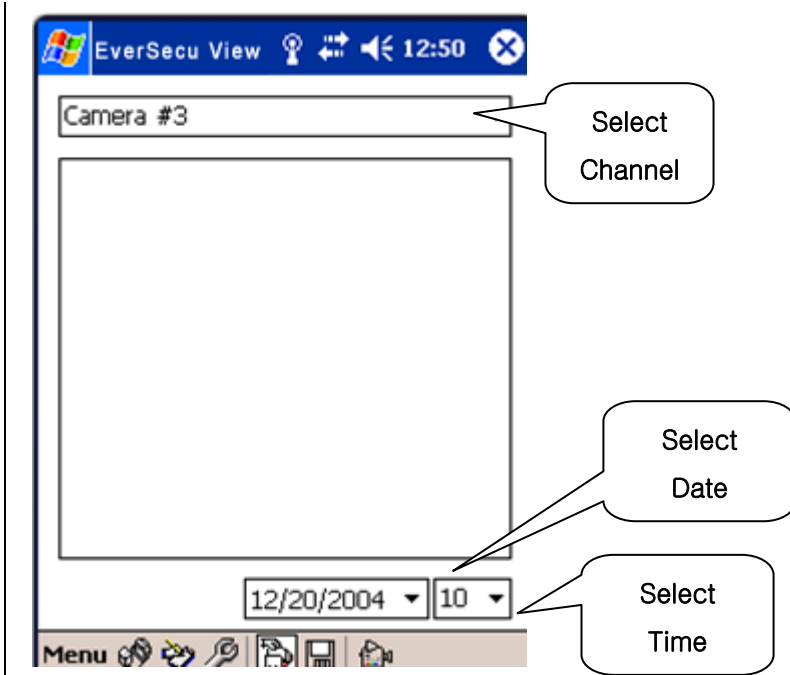 EverSecu View 12:50
Camera #3
Select
Channel
Select
Date
12/20/2004 10
Select
Time
Menu